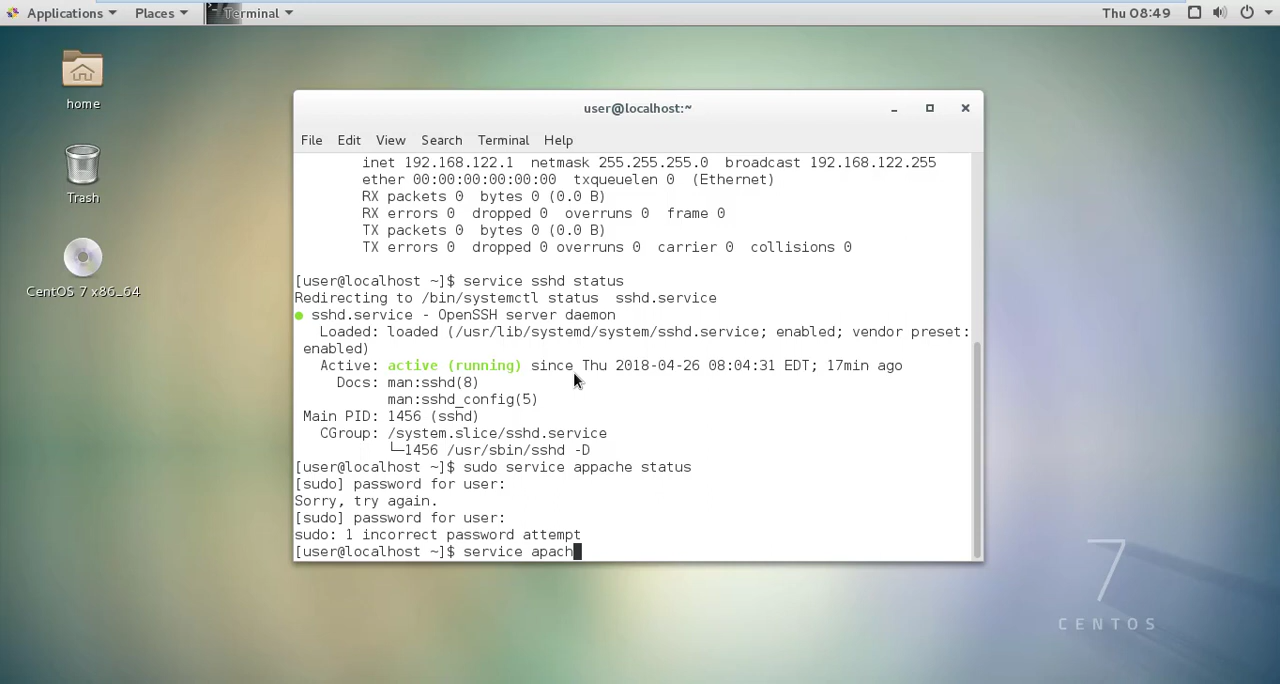 Applications Places Terminal Thu 08:49
home
Trash
CentOS 7 x86_64
user@localhost:~
File Edit View Search Terminal Help
inet 192.168.122.1 netmask 255.255.255.0 broadcast 192.168.122.255
ether 00:00:00:00:00:00 txqueuelen 0 (Ethernet)
RX packets 0 bytes 0 (0.0 B)
RX errors 0 dropped 0 overruns 0 frame 0
TX packets 0 bytes 0 (0.0 B)
TX errors 0 dropped 0 overruns 0 carrier 0 collisions 0
[user@localhost ~]$ service sshd status
Redirecting to /bin/systemctl status sshd.service
● sshd.service - OpenSSH server daemon
Loaded: loaded (/usr/lib/systemd/system/sshd.service; enabled; vendor preset:
enabled)
Active: active (running) since Thu 2018-04-26 08:04:31 EDT; 17min ago
Docs: man:sshd(8)
man:sshd_config(5)
Main PID: 1456 (sshd)
CGroup: /system.slice/sshd.service
└─1456 /usr/sbin/sshd -D
[user@localhost ~]$ sudo service appache status
[sudo] password for user:
Sorry, try again.
[sudo] password for user:
sudo: 1 incorrect password attempt
[user@localhost ~]$ service apach
7
CENTOS